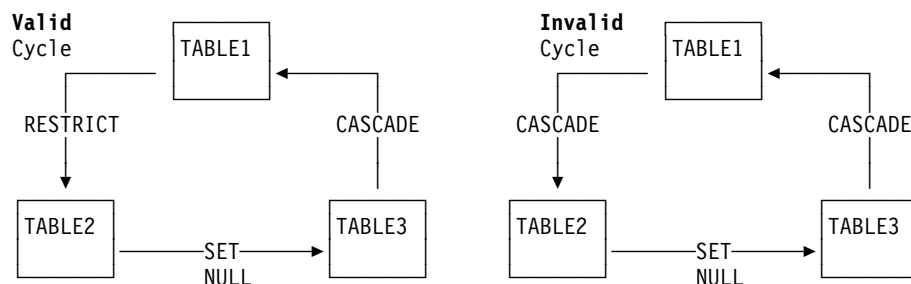 Valid
Cycle
TABLE1
RESTRICT
CASCADE
TABLE2
TABLE3
SET
NULL
Invalid
Cycle
TABLE1
CASCADE
CASCADE
TABLE2
TABLE3
SET
NULL